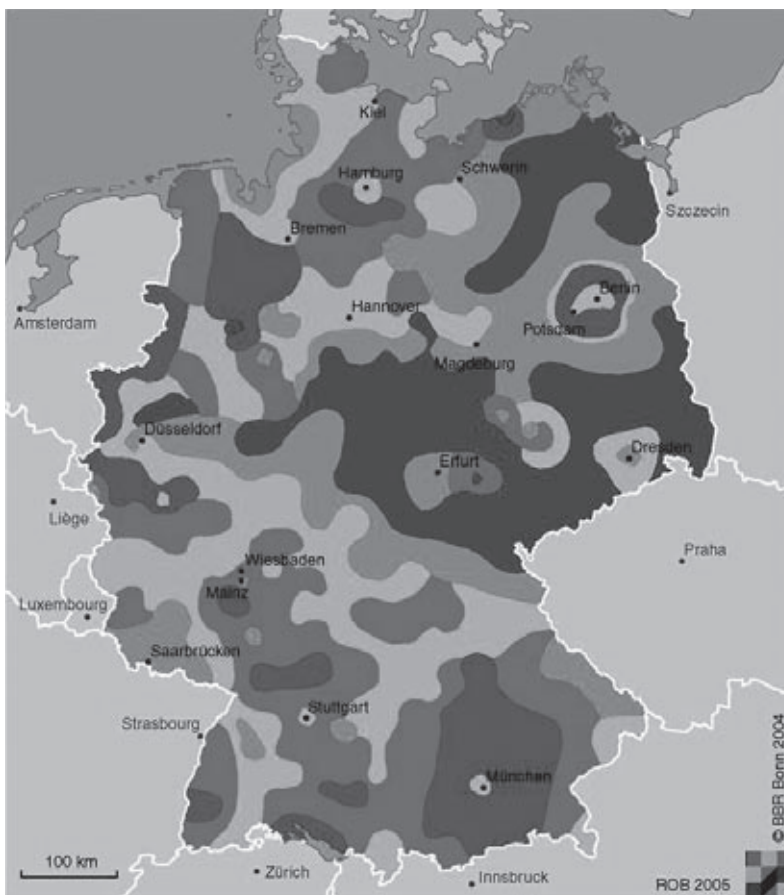 Kiel
Hamburg
Schwerin
Szczecin
Bremen
Amsterdam
Hannover
Berlin
Potsdam
Magdeburg
Düsseldorf
Erfurt
Dresden
Liège
Wiesbaden
Mainz
Praha
Luxembourg
Saarbrücken
Strasbourg
Stuttgart
München
© BBR Bonn 2004
100 km
Zürich
Innsbruck
ROB 2005